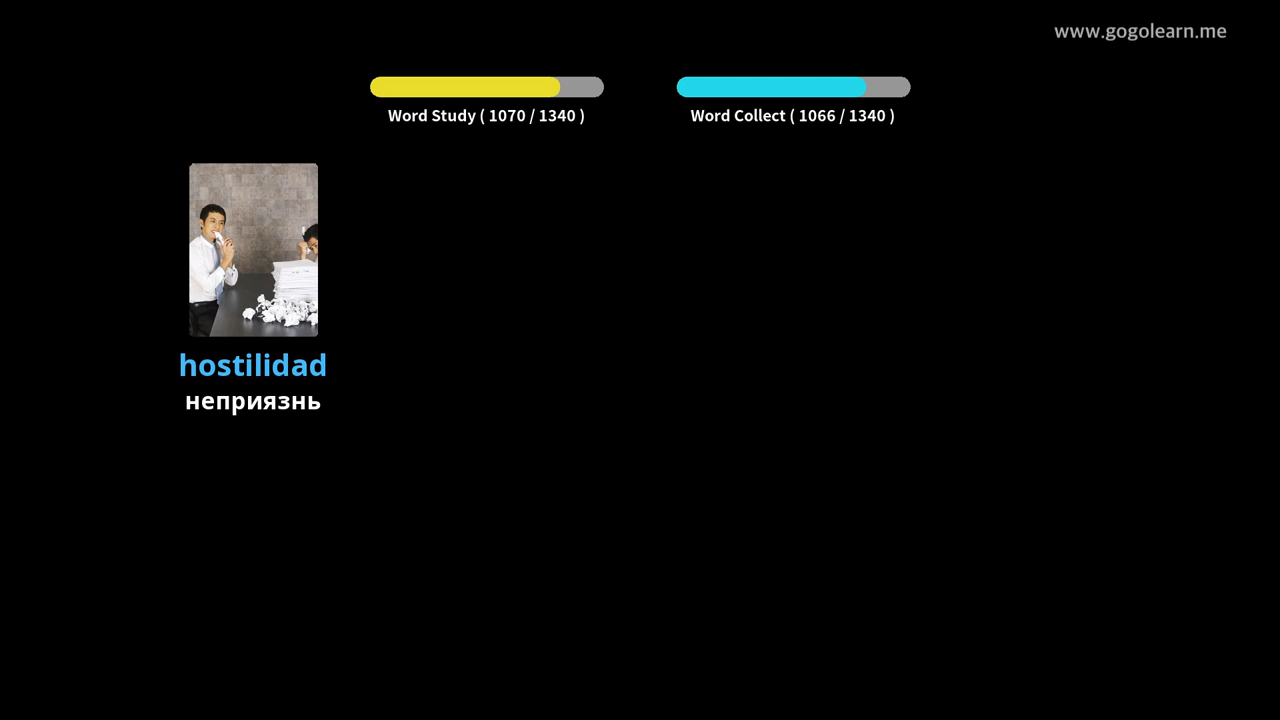 www.gogolearn.me
Word Study ( 1070 / 1340 )
Word Collect ( 1066 / 1340 )
hostilidad
неприязнь